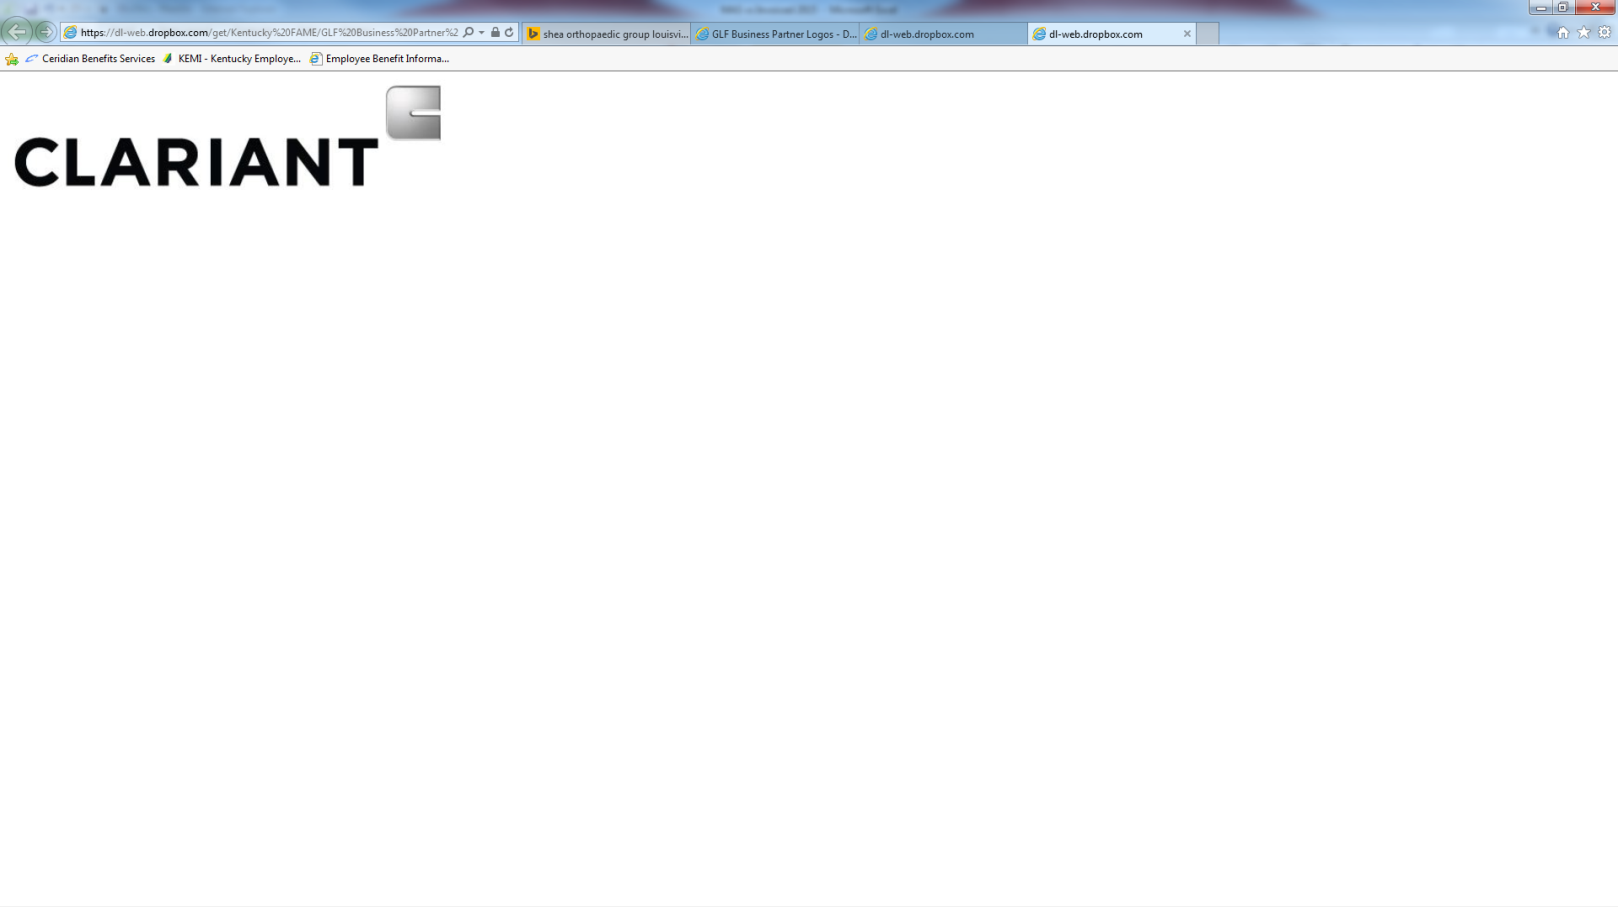 https://dl-web.dropbox.com/get/Kentucky%20FAME/GLF%20Business%20Partner%2
shea orthopaedic group louisvi...
GLF Business Partner Logos - D...
dl-web.dropbox.com
dl-web.dropbox.com
Ceridian Benefits Services
KEMI - Kentucky Employe...
Employee Benefit Informa...
CLARIANT